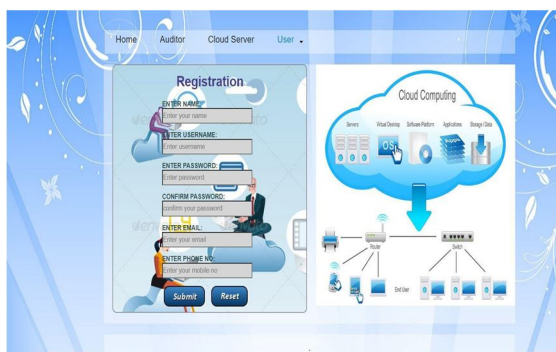 Home Auditor Cloud Server User
Registration
ENTER NAME:
Enter your name
ENTER USERNAME:
Enter username
ENTER PASSWORD:
Enter password
CONFIRM PASSWORD:
confirm your password
ENTER EMAIL:
Enter your email
ENTER PHONE NO:
Enter your mobile no
Submit Reset
Cloud Computing
Servers Virtual Desktop Software Platform Applications Storage / Data
OS
Router Switch
End User